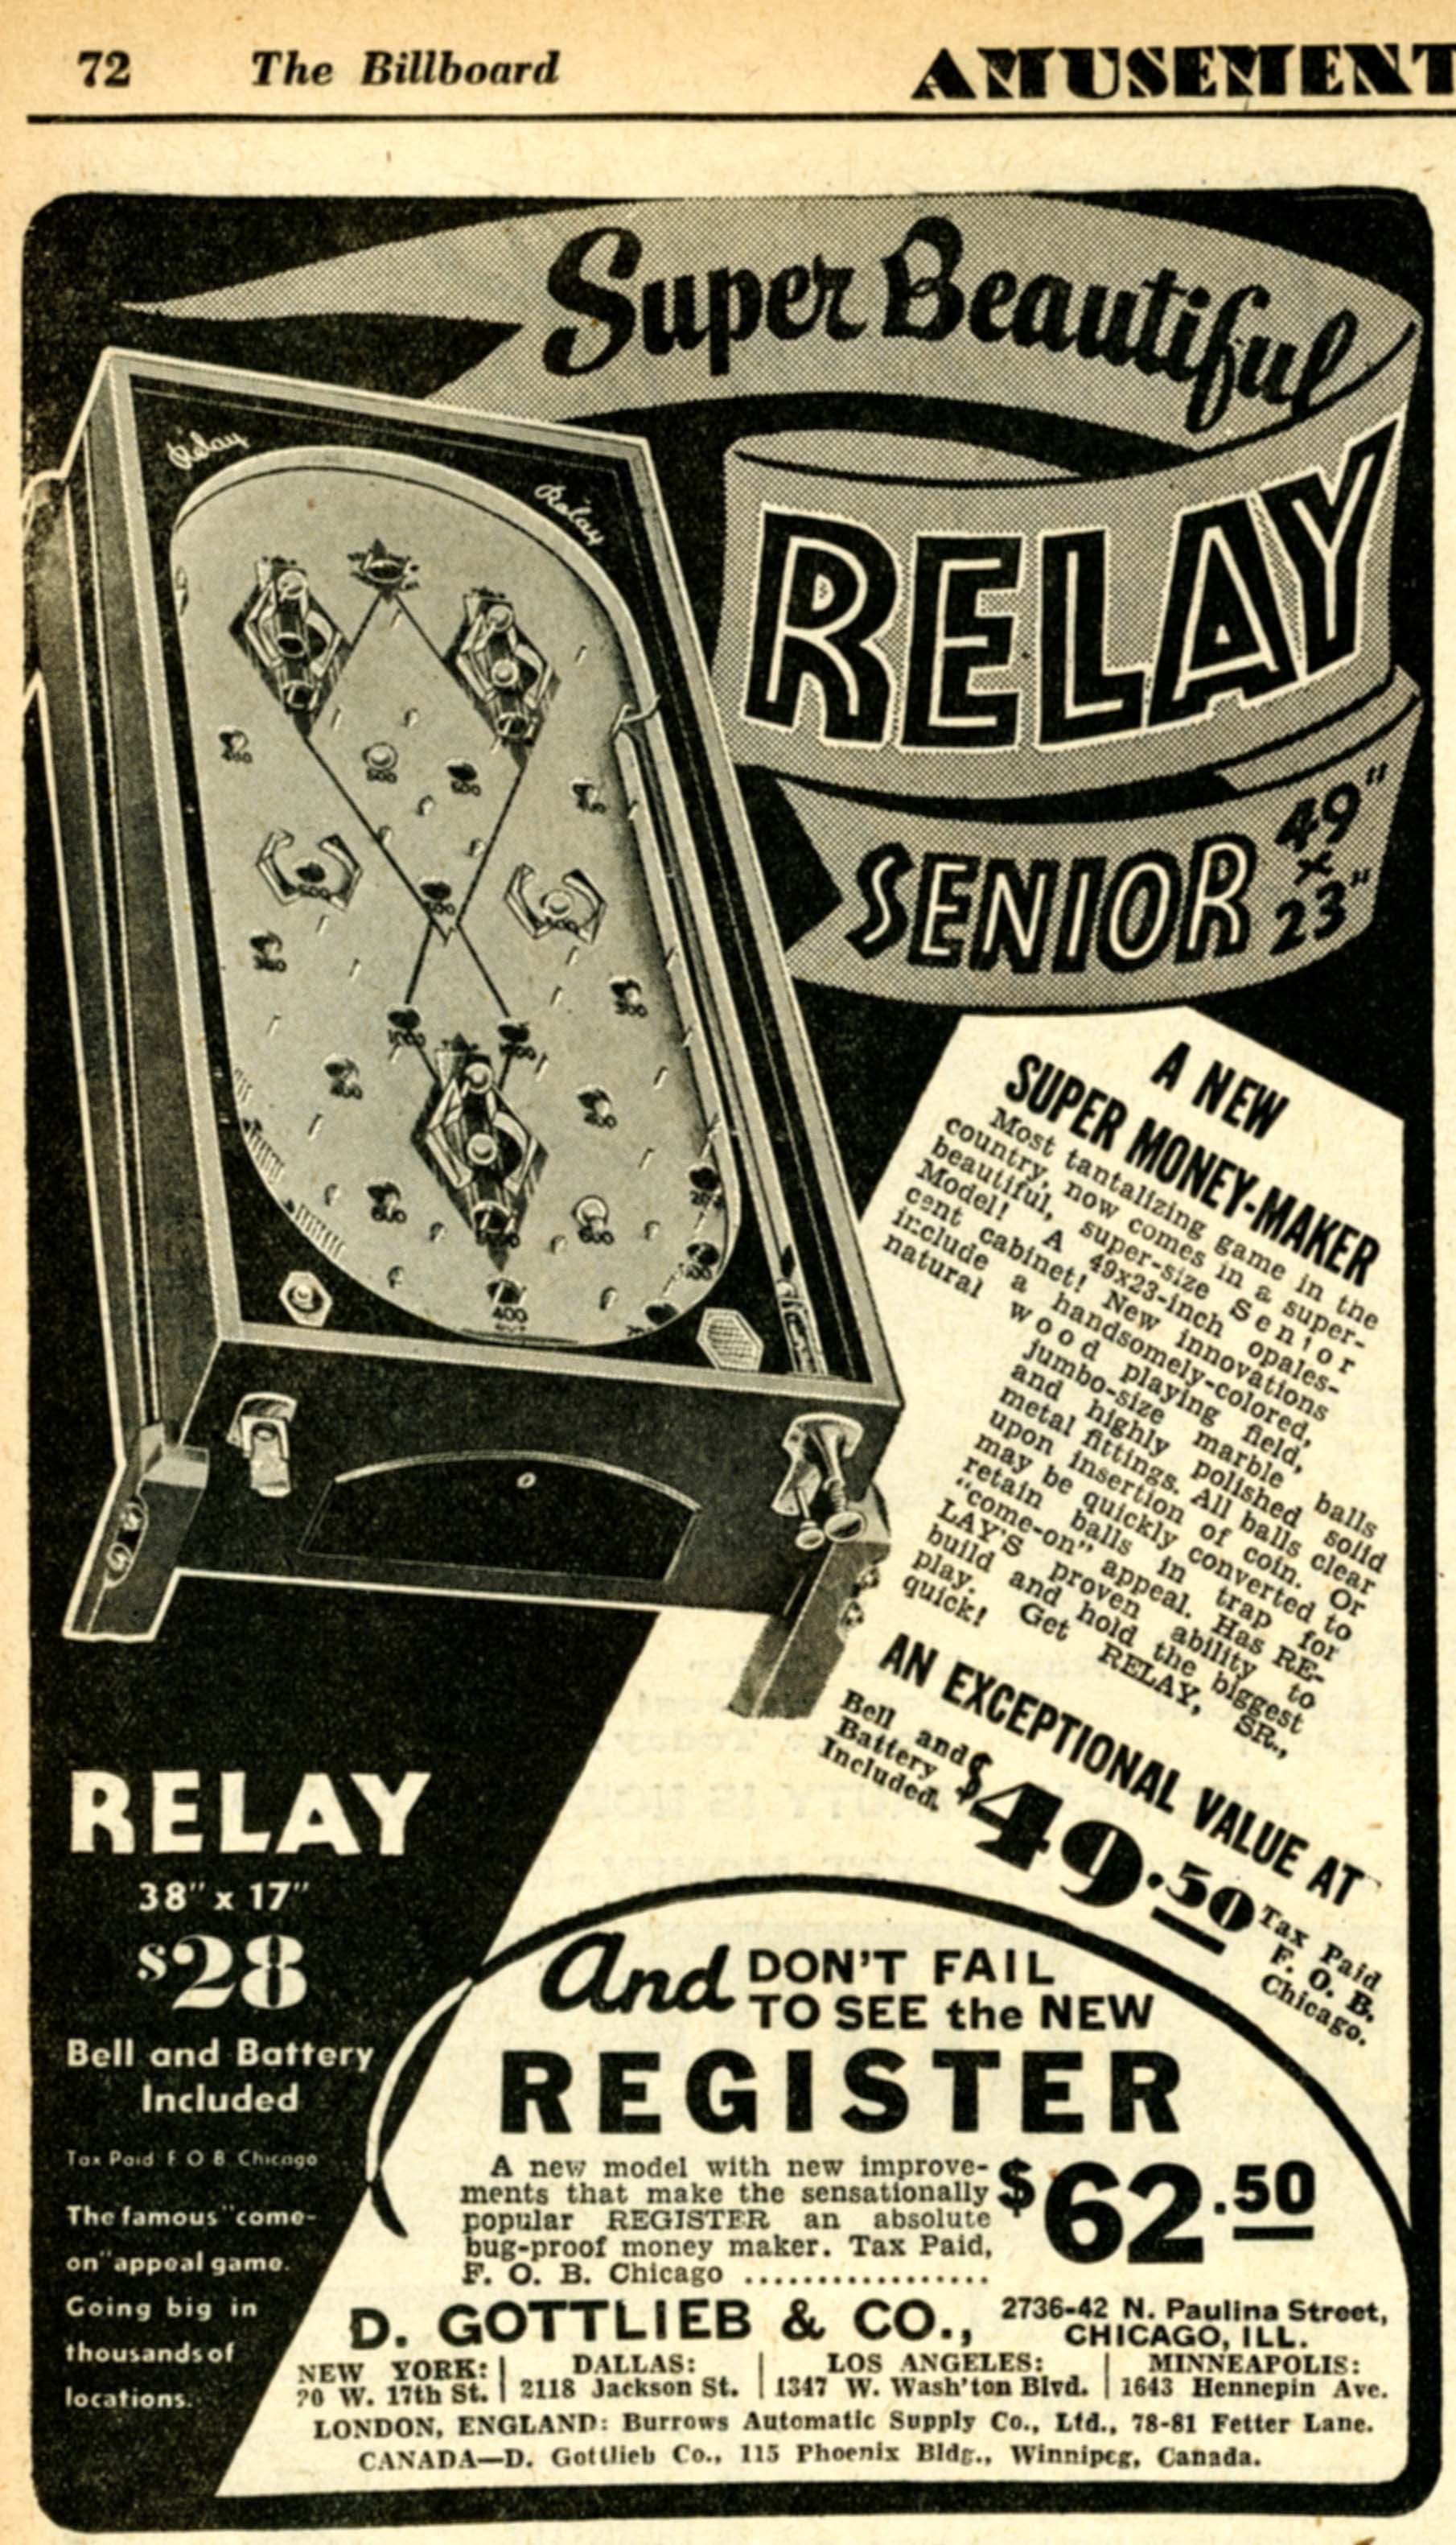 72 The Billboard AMUSEMENT
Super Beautiful
RELAY
SENIOR 49" x 23"
Relay
Relay
A NEW
SUPER MONEY-MAKER
Most tantalizing game in the
country, now comes in a super-
beautiful, super-size Senior
Model! A 49x23-inch opales-
cent cabinet! New innovations
include a handsomely-colored,
natural wood playing field,
jumbo-size marble balls
and highly polished solid
metal fittings. All balls clear
upon insertion of coin. Or
may be quickly converted to
retain balls in trap for
"come-on" appeal. Has RE-
LAY'S proven ability to
build and hold the biggest
play. Get RELAY, SR.,
quick!
AN EXCEPTIONAL VALUE AT
Bell and
Battery
Included.
$49.50
Tax Paid
F. O. B.
Chicago.
RELAY
38" x 17"
$28
Bell and Battery
Included
Tax Paid F O B Chicago
The famous "come-
on" appeal game.
Going big in
thousands of
locations.
And DON'T FAIL
TO SEE the NEW
REGISTER
A new model with new improve-
ments that make the sensationally
popular REGISTER an absolute
bug-proof money maker. Tax Paid,
F. O. B. Chicago .................
$62.50
D. GOTTLIEB & CO., 2736-42 N. Paulina Street,
CHICAGO, ILL.
NEW YORK: | DALLAS: | LOS ANGELES: | MINNEAPOLIS:
20 W. 17th St. | 2118 Jackson St. | 1347 W. Wash'ton Blvd. | 1643 Hennepin Ave.
LONDON, ENGLAND: Burrows Automatic Supply Co., Ltd., 78-81 Fetter Lane.
CANADA—D. Gottlieb Co., 115 Phoenix Bldg., Winnipeg, Canada.